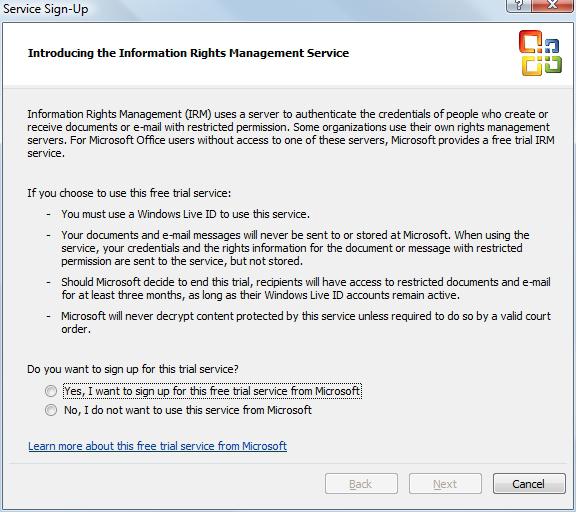 Service Sign-Up
?
Introducing the Information Rights Management Service
Information Rights Management (IRM) uses a server to authenticate the credentials of people who create or
receive documents or e-mail with restricted permission. Some organizations use their own rights management
servers. For Microsoft Office users without access to one of these servers, Microsoft provides a free trial IRM
service.
If you choose to use this free trial service:
- You must use a Windows Live ID to use this service.
- Your documents and e-mail messages will never be sent to or stored at Microsoft. When using the
service, your credentials and the rights information for the document or message with restricted
permission are sent to the service, but not stored.
- Should Microsoft decide to end this trial, recipients will have access to restricted documents and e-mail
for at least three months, as long as their Windows Live ID accounts remain active.
- Microsoft will never decrypt content protected by this service unless required to do so by a valid court
order.
Do you want to sign up for this trial service?
Yes, I want to sign up for this free trial service from Microsoft
No, I do not want to use this service from Microsoft
Learn more about this free trial service from Microsoft
Back Next Cancel